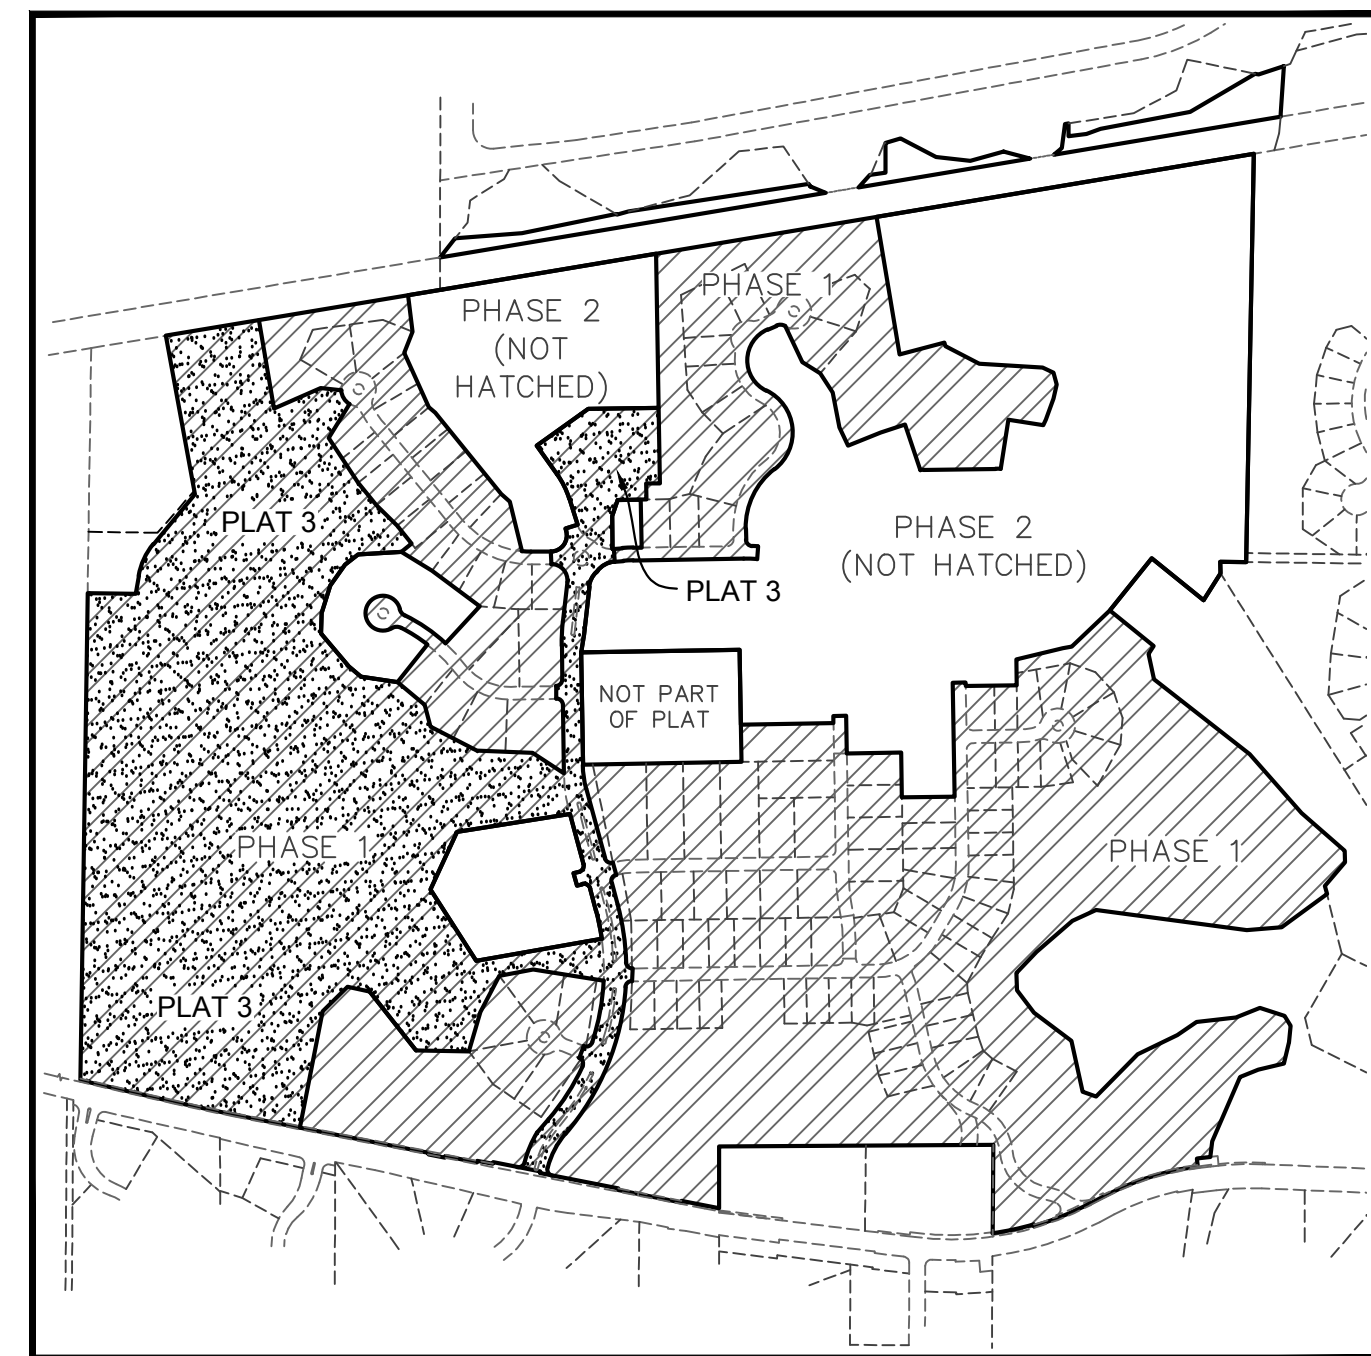 PHASE 1
PHASE 2
(NOT
HATCHED)
PLAT 3
PHASE 2
(NOT HATCHED)
PLAT 3
NOT PART
OF PLAT
PHASE 1
PHASE 1
PLAT 3